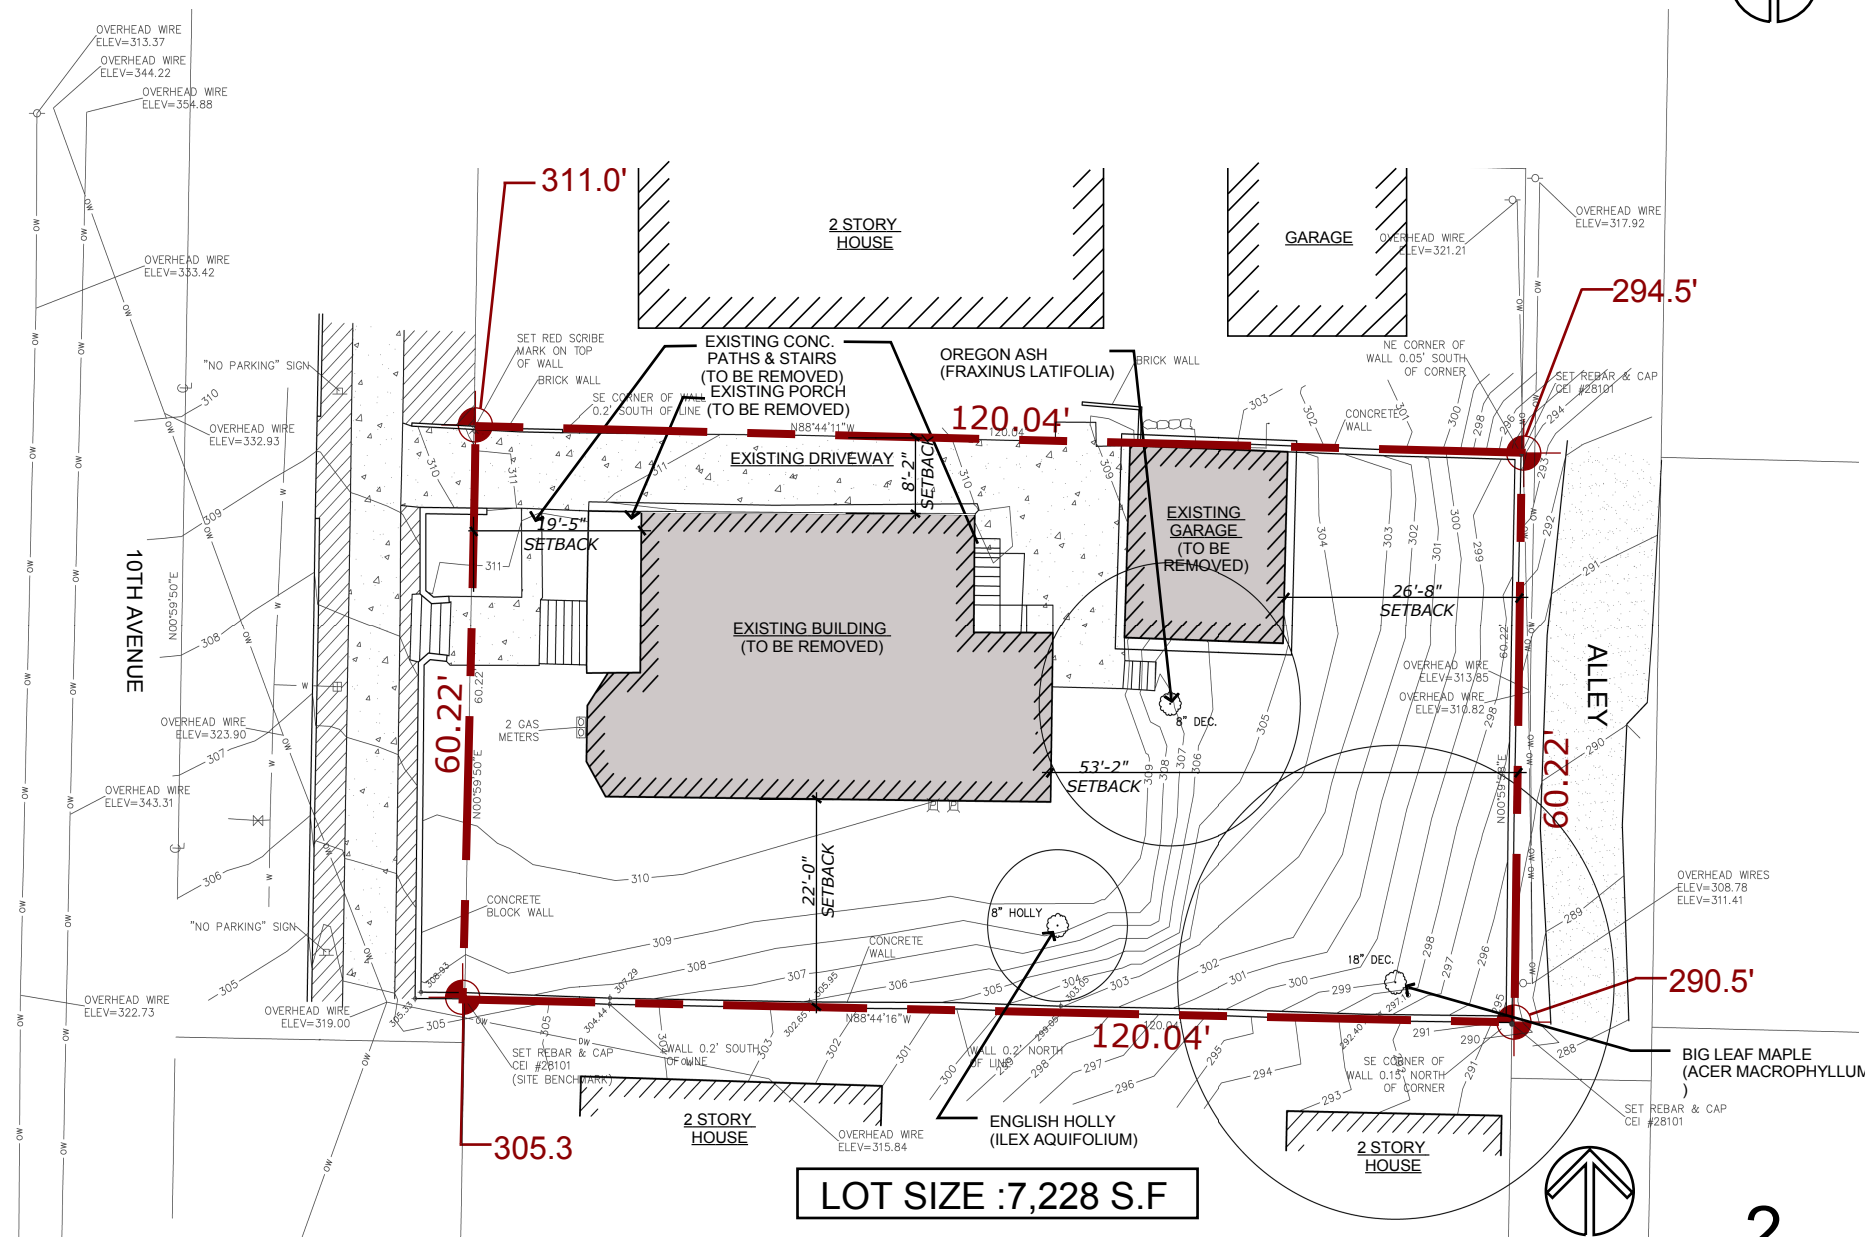 OVERHEAD WIRE
ELEV=313.37
OVERHEAD WIRE
ELEV=344.22
OVERHEAD WIRE
ELEV=354.88
311.0'
2 STORY
HOUSE
GARAGE
OVERHEAD WIRE
ELEV=321.21
OVERHEAD WIRE
ELEV=317.92
OVERHEAD WIRE
ELEV=333.42
294.5'
"NO PARKING" SIGN
SET RED SCRIBE
MARK ON TOP
OF WALL
BRICK WALL
SE CORNER OF WALL
0.2' SOUTH OF LINE
EXISTING CONC.
PATHS & STAIRS
(TO BE REMOVED)
EXISTING PORCH
(TO BE REMOVED)
OREGON ASH
(FRAXINUS LATIFOLIA)
BRICK WALL
NE CORNER OF
WALL 0.05' SOUTH
OF CORNER
SET REBAR & CAP
CEI #28101
CONCRETE
WALL
OVERHEAD WIRE
ELEV=332.93
N88°44'11"W
120.04'
120.04'
EXISTING DRIVEWAY
8'-2"
SETBACK
19'-5"
SETBACK
EXISTING
GARAGE
(TO BE
REMOVED)
26'-8"
SETBACK
10TH AVENUE
N00°59'50"E
EXISTING BUILDING
(TO BE REMOVED)
ALLEY
60.22'
60.22'
N00°59'50"E
2 GAS
METERS
8" DEC.
OVERHEAD WIRE
ELEV=313.85
OVERHEAD WIRE
ELEV=310.82
60.22'
60.22'
OVERHEAD WIRE
ELEV=323.90
53'-2"
SETBACK
OVERHEAD WIRE
ELEV=343.31
22'-0"
SETBACK
CONCRETE
BLOCK WALL
8" HOLLY
OVERHEAD WIRES
ELEV=308.78
ELEV=311.41
"NO PARKING" SIGN
CONCRETE
WALL
18" DEC.
290.5'
OVERHEAD WIRE
ELEV=322.73
OVERHEAD WIRE
ELEV=319.00
N88°44'16"W
120.04'
120.04'
SET REBAR & CAP
CEI #28101
(SITE BENCHMARK)
WALL 0.2' SOUTH
OF LINE
WALL 0.2' NORTH
OF LINE
SE CORNER OF
WALL 0.15' NORTH
OF CORNER
BIG LEAF MAPLE
(ACER MACROPHYLLUM
)
SET REBAR & CAP
CEI #28101
305.3
2 STORY
HOUSE
OVERHEAD WIRE
ELEV=315.84
ENGLISH HOLLY
(ILEX AQUIFOLIUM)
2 STORY
HOUSE
LOT SIZE :7,228 S.F
2